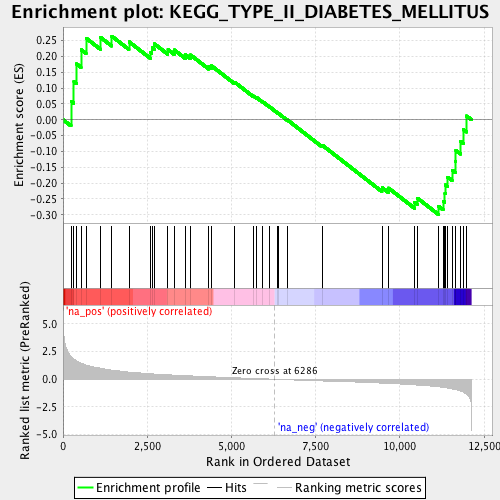 Enrichment plot: KEGG_TYPE_II_DIABETES_MELLITUS
Enrichment score (ES)
0.25
0.20
0.15
0.10
0.05
0.00
-0.05
-0.10
-0.15
-0.20
-0.25
-0.30
'na_pos' (positively correlated)
Ranked list metric (PreRanked)
5.0
2.5
0.0
-2.5
-5.0
Zero cross at 6286
'na_neg' (negatively correlated)
0
2,500
5,000
7,500
10,000
12,500
Rank in Ordered Dataset
Enrichment profile
Hits
Ranking metric scores